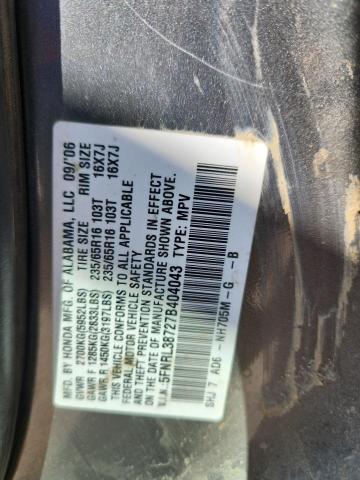 MFD. BY HONDA MFG. OF ALABAMA, LLC 09/'06
GVWR 2700KG(5952LBS) TIRE SIZE RIM SIZE
GAWR F 1285KG(2833LBS) 235/65R16 103T 16X7J
GAWR R 1450KG(3197LBS) 235/65R16 103T 16X7J
THIS VEHICLE CONFORMS TO ALL APPLICABLE
FEDERAL MOTOR VEHICLE SAFETY STANDARDS IN EFFECT
ON THE DATE OF MANUFACTURE SHOWN ABOVE.
V.I.N.: 5FNRL38727B404043 TYPE: MPV
SHJ 7 AD6 NH705M - G - B